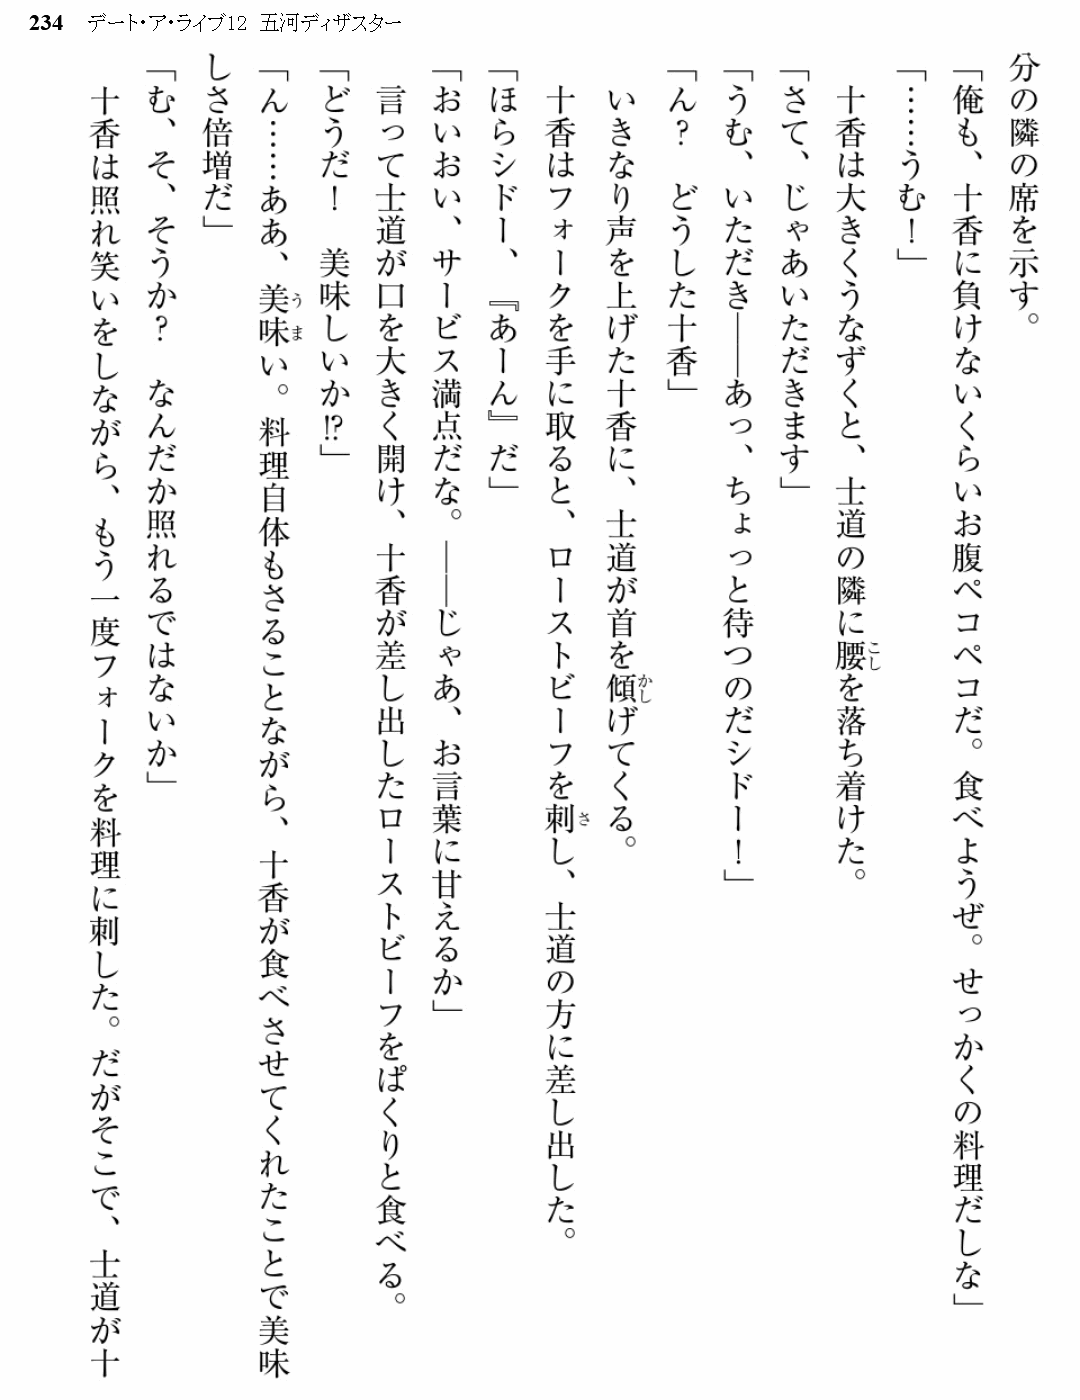 234 デート・ア・ライブ12 五河ディザスター
分の隣の席を示す。
「俺も、十香に負けないくらいお腹ペコペコだ。食べようぜ。せっかくの料理だしな」
「……うむ！」
十香は大きくうなずくと、士道の隣に腰を落ち着けた。
「さて、じゃあいただきます」
「うむ、いただき――あっ、ちょっと待つのだシドー！」
「ん？　どうした十香」
いきなり声を上げた十香に、士道が首を傾げてくる。
十香はフォークを手に取ると、ローストビーフを刺し、士道の方に差し出した。
「ほらシドー、『あーん』だ」
「おいおい、サービス満点だな。――じゃあ、お言葉に甘えるか」
言って士道が口を大きく開け、十香が差し出したローストビーフをぱくりと食べる。
「どうだ！　美味しいか⁉」
「ん……ああ、美味い。料理自体もさることながら、十香が食べさせてくれたことで美味
しさ倍増だ」
「む、そ、そうか？　なんだか照れるではないか」
十香は照れ笑いをしながら、もう一度フォークを料理に刺した。だがそこで、士道が十